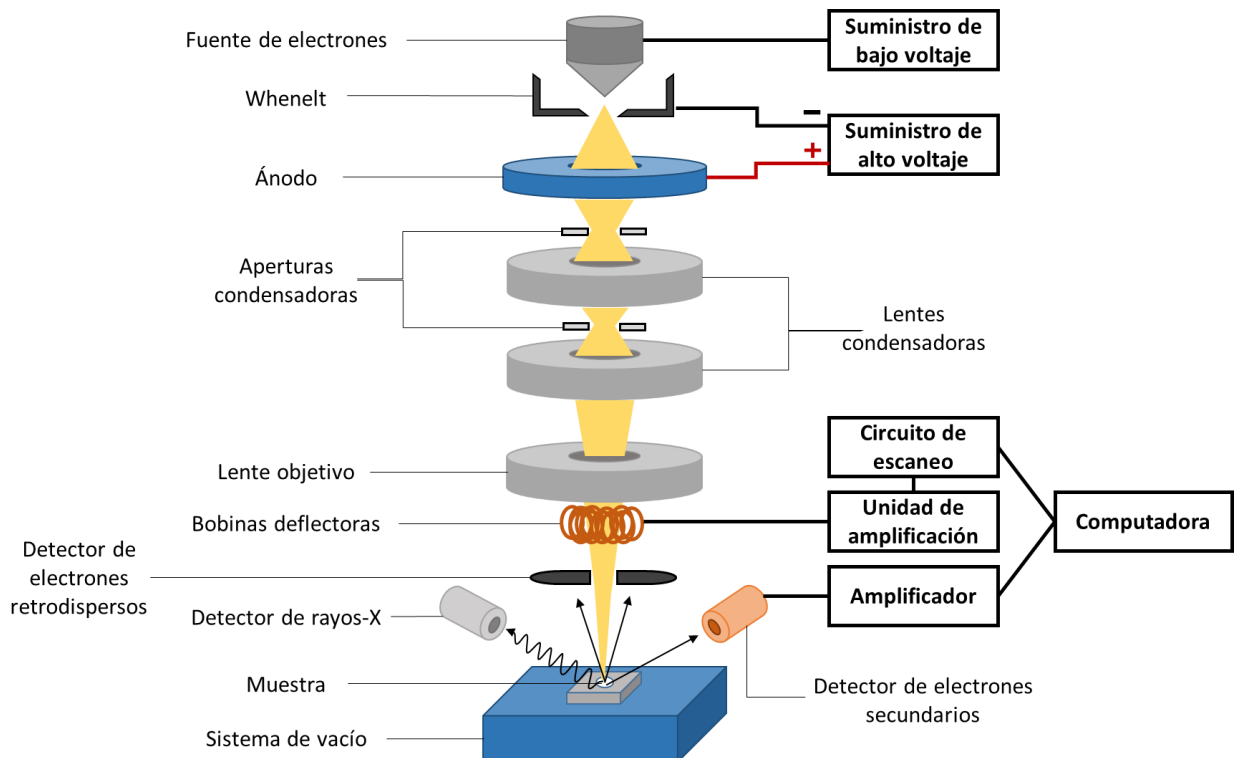 Fuente de electrones
Suministro de
bajo voltaje
Whenelt
−
Suministro de
alto voltaje
+
Ánodo
Aperturas
condensadoras
Lentes
condensadoras
Circuito de
escaneo
Lente objetivo
Bobinas deflectoras
Unidad de
amplificación
Computadora
Detector de
electrones
retrodispersos
Amplificador
Detector de rayos-X
Muestra
Detector de electrones
secundarios
Sistema de vacío